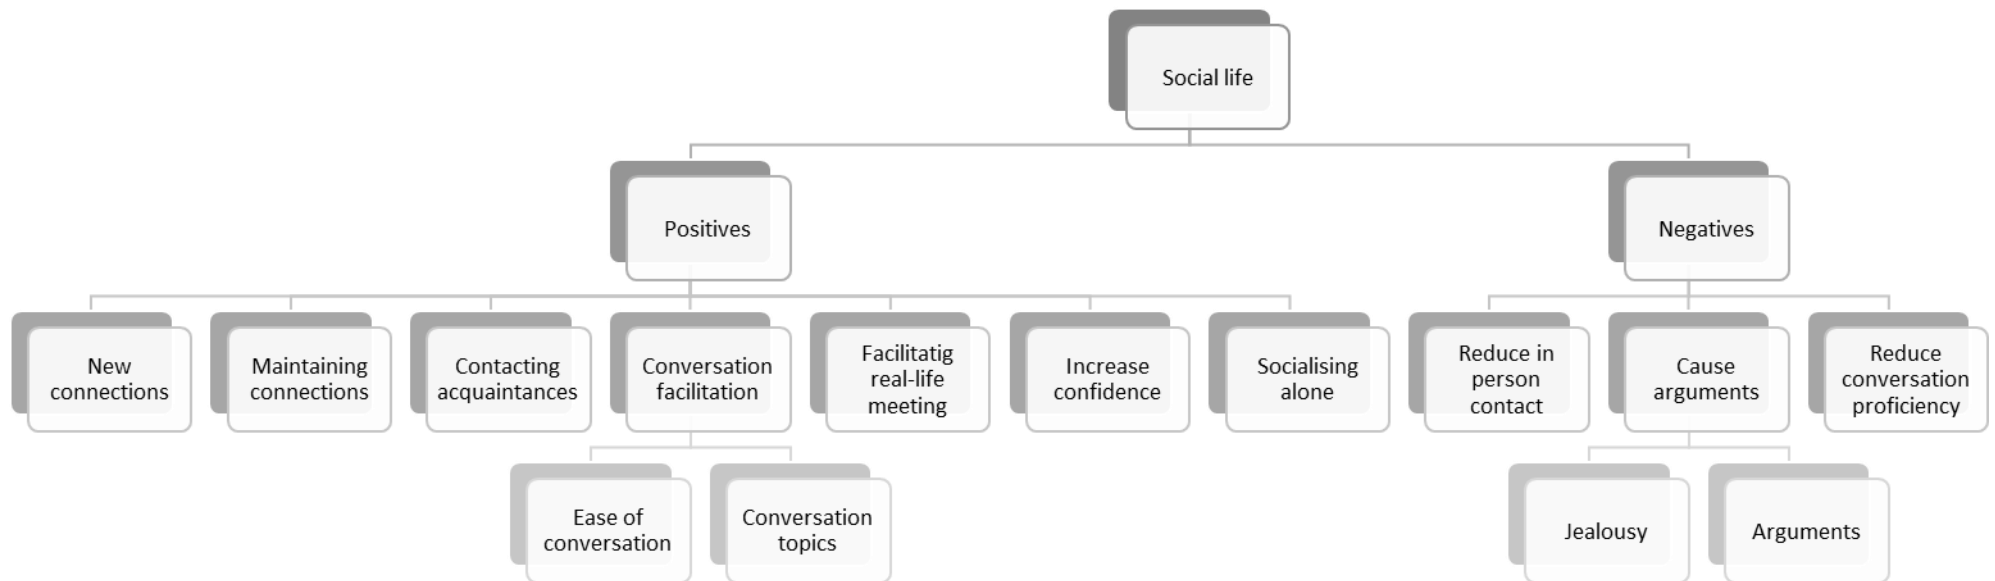 Social life
Positives
Negatives
New
connections
Maintaining
connections
Contacting
acquaintances
Conversation
facilitation
Facilitatig
real-life
meeting
Increase
confidence
Socialising
alone
Reduce in
person
contact
Cause
arguments
Reduce
conversation
proficiency
Ease of
conversation
Conversation
topics
Jealousy
Arguments